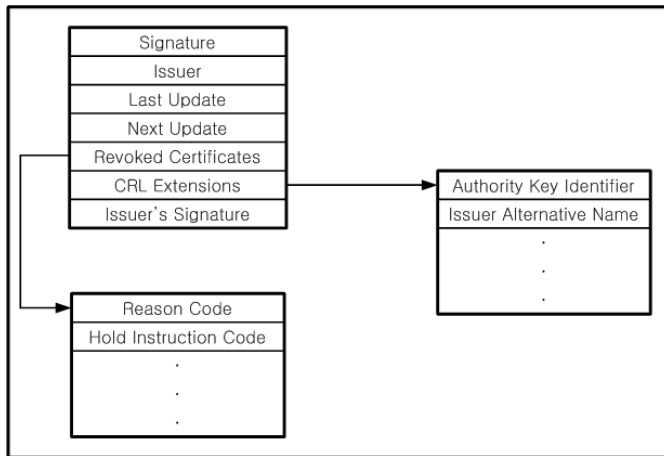 Signature
Issuer
Last Update
Next Update
Revoked Certificates
CRL Extensions
Issuer's Signature
Authority Key Identifier
Issuer Alternative Name
.
.
.
Reason Code
Hold Instruction Code
.
.
.